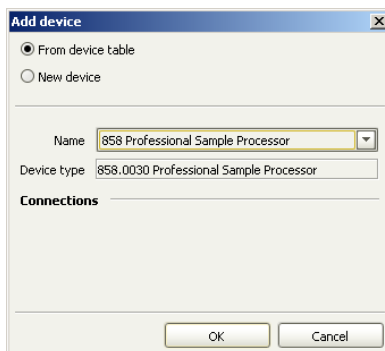 Add device
From device table
New device
Name 858 Professional Sample Processor
Device type 858.0030 Professional Sample Processor
Connections
OK Cancel